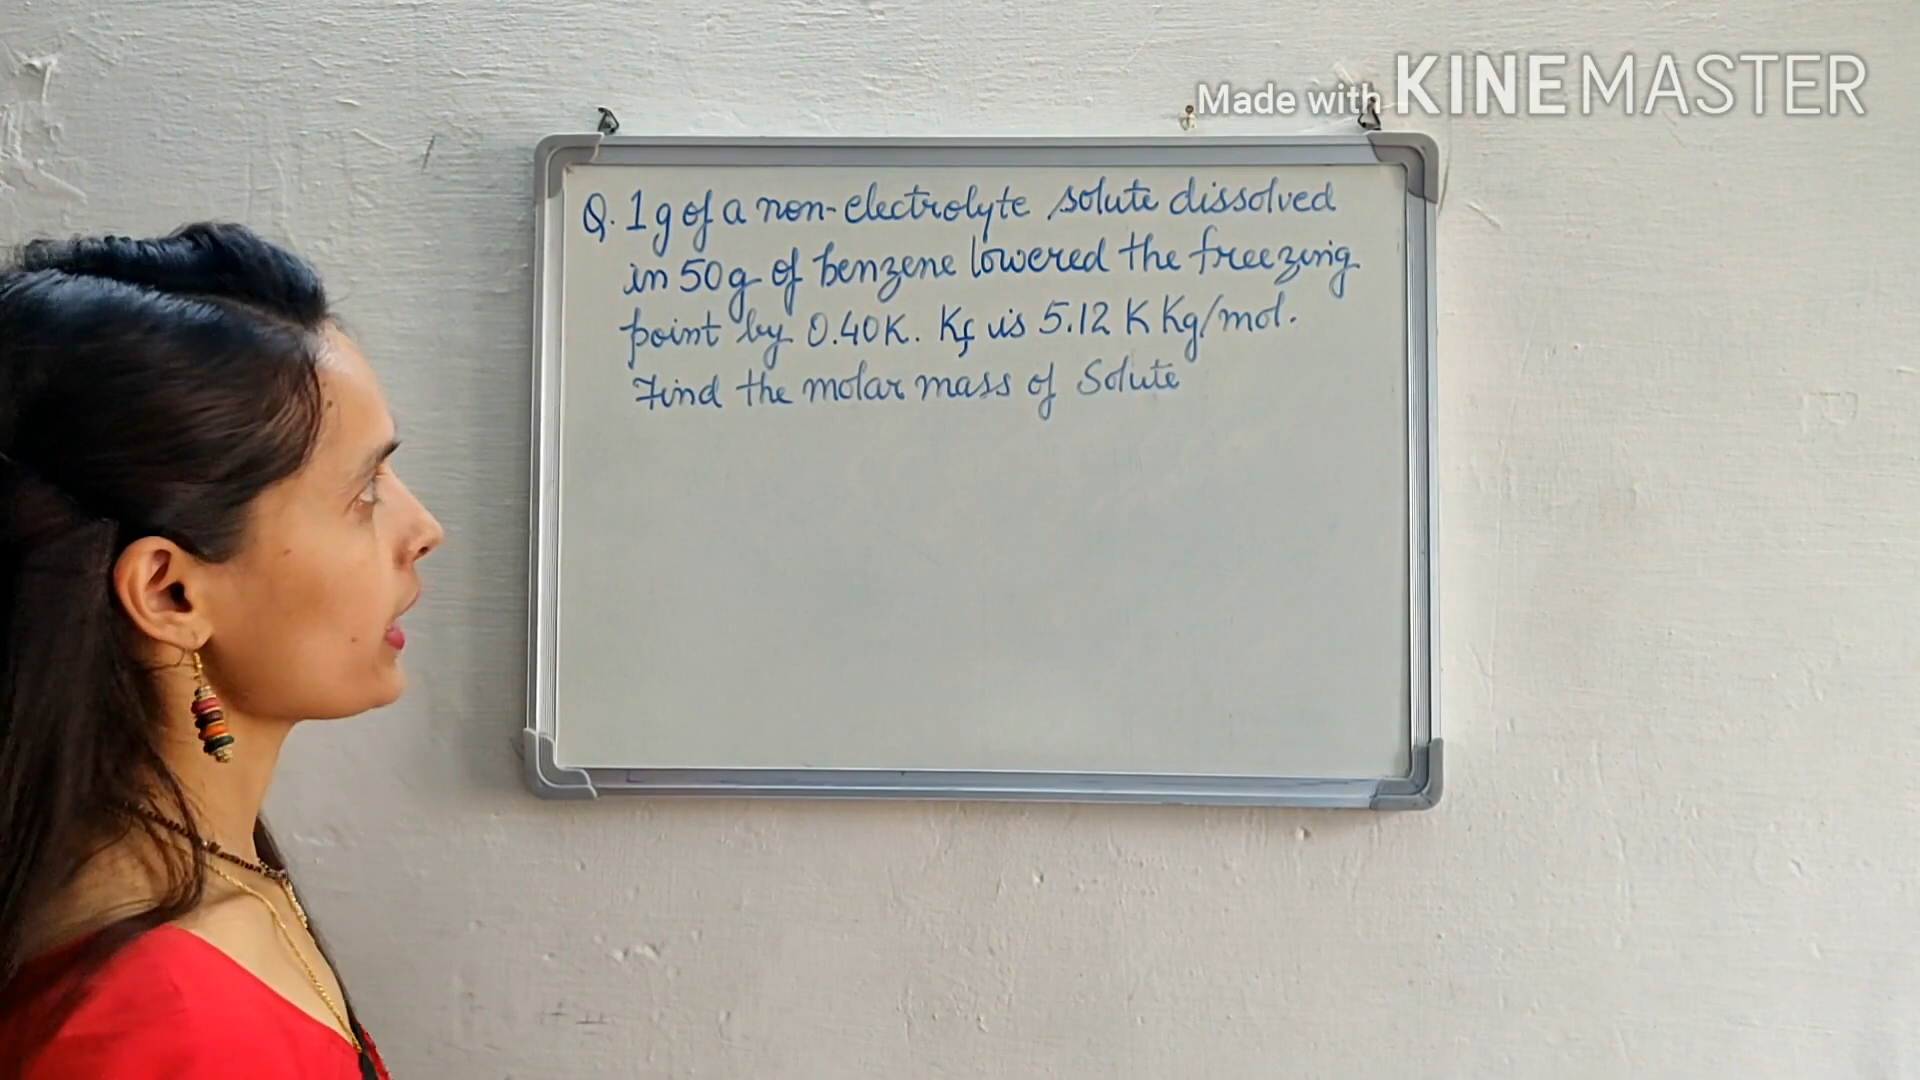 Made with KINEMASTER
Q. 1g of a non-electrolyte solute dissolved
in 50g of benzene lowered the freezing
point by 0.40K. Kf is 5.12 K Kg/mol.
Find the molar mass of Solute